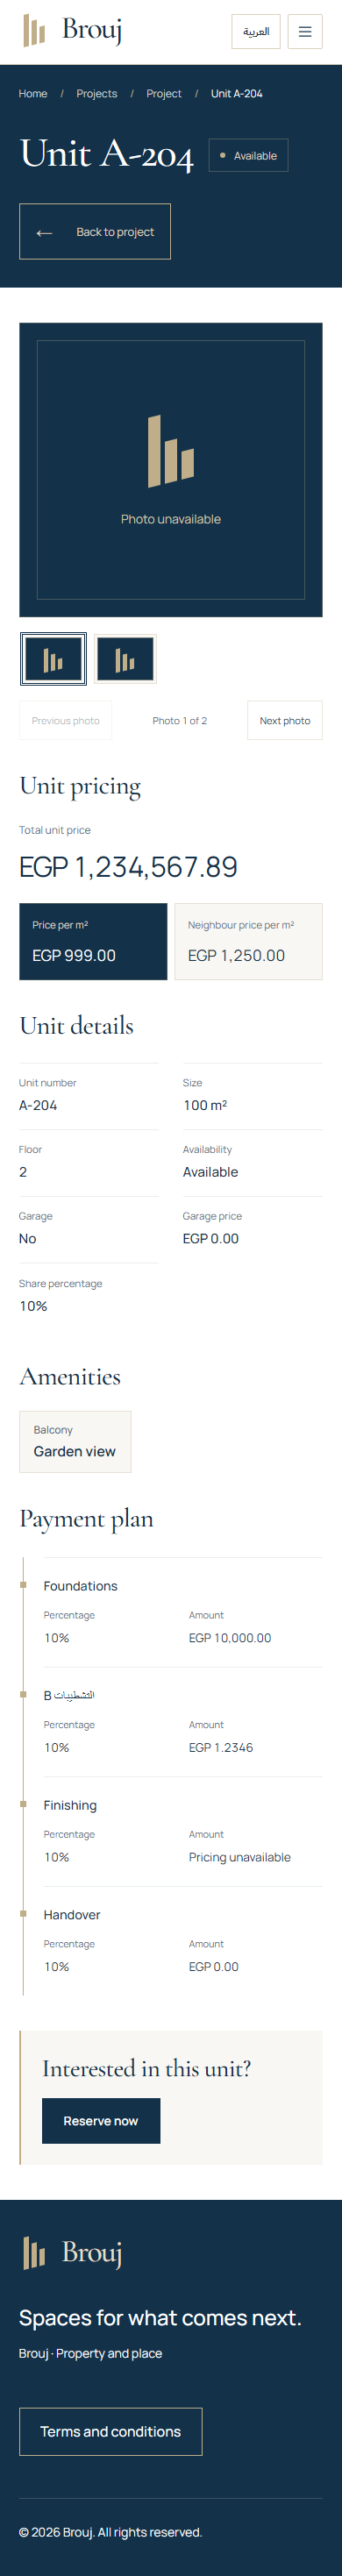 Brouj
العربية
Home / Projects / Project / Unit A-204
Unit A-204
Available
← Back to project
Photo unavailable
Previous photo
Photo 1 of 2
Next photo
Unit pricing
Total unit price
EGP 1,234,567.89
Price per m²
EGP 999.00
Neighbour price per m²
EGP 1,250.00
Unit details
Unit number
A-204
Size
100 m²
Floor
2
Availability
Available
Garage
No
Garage price
EGP 0.00
Share percentage
10%
Amenities
Balcony
Garden view
Payment plan
Foundations
Percentage
10%
Amount
EGP 10,000.00
B التشطيبات
Percentage
10%
Amount
EGP 1.2346
Finishing
Percentage
10%
Amount
Pricing unavailable
Handover
Percentage
10%
Amount
EGP 0.00
Interested in this unit?
Reserve now
Brouj
Spaces for what comes next.
Brouj · Property and place
Terms and conditions
© 2026 Brouj. All rights reserved.